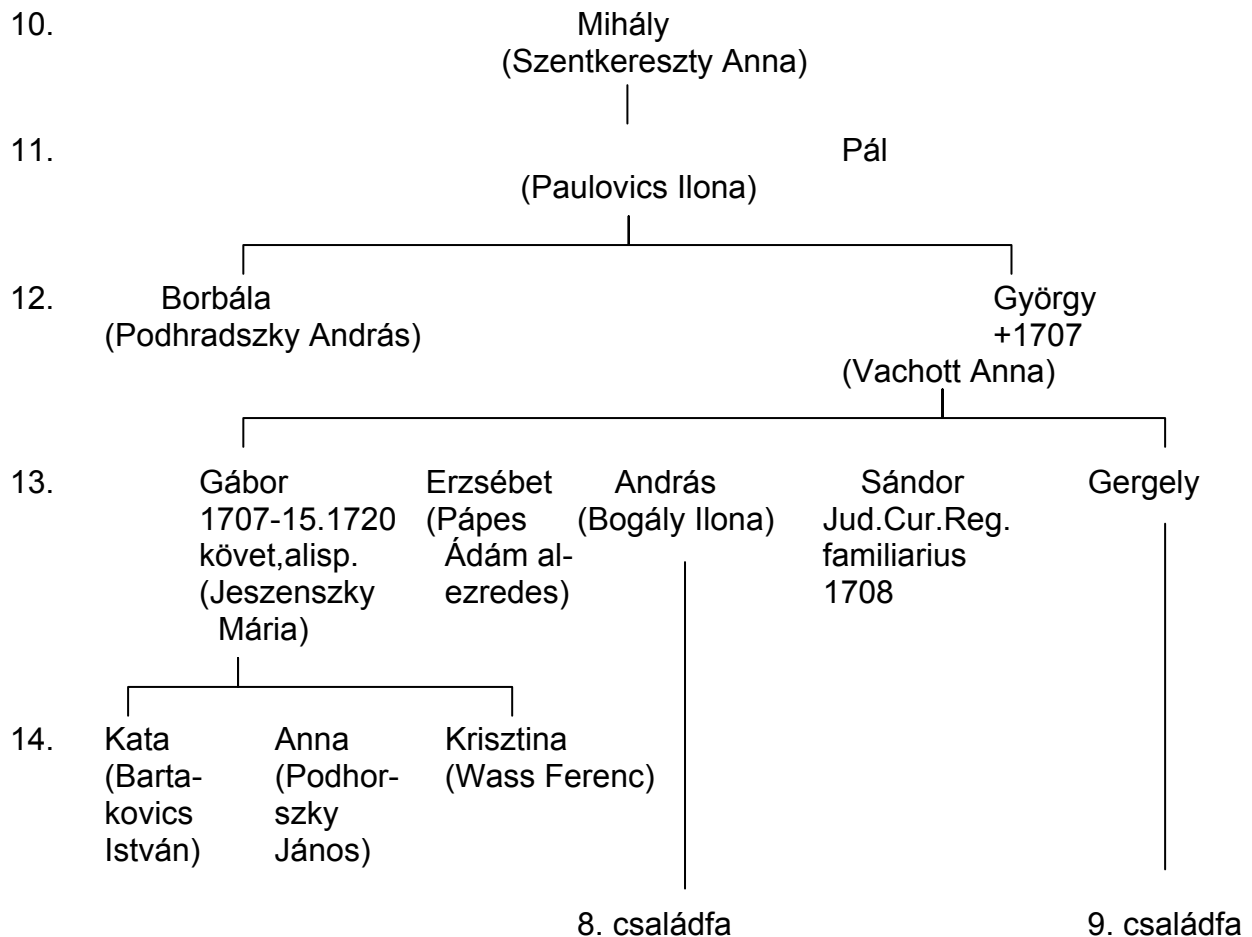 10. Mihály
(Szentkereszty Anna)
11. Pál
(Paulovics Ilona)
12. Borbála György
(Podhradszky András) +1707
(Vachott Anna)
13. Gábor Erzsébet András Sándor Gergely
1707-15.1720 (Pápes (Bogály Ilona) Jud.Cur.Reg.
követ,alisp. Ádám al- familiarius
(Jeszenszky ezredes) 1708
Mária)
14. Kata Anna Krisztina
(Barta- (Podhor- (Wass Ferenc)
kovics szky
István) János)
8. családfa 9. családfa